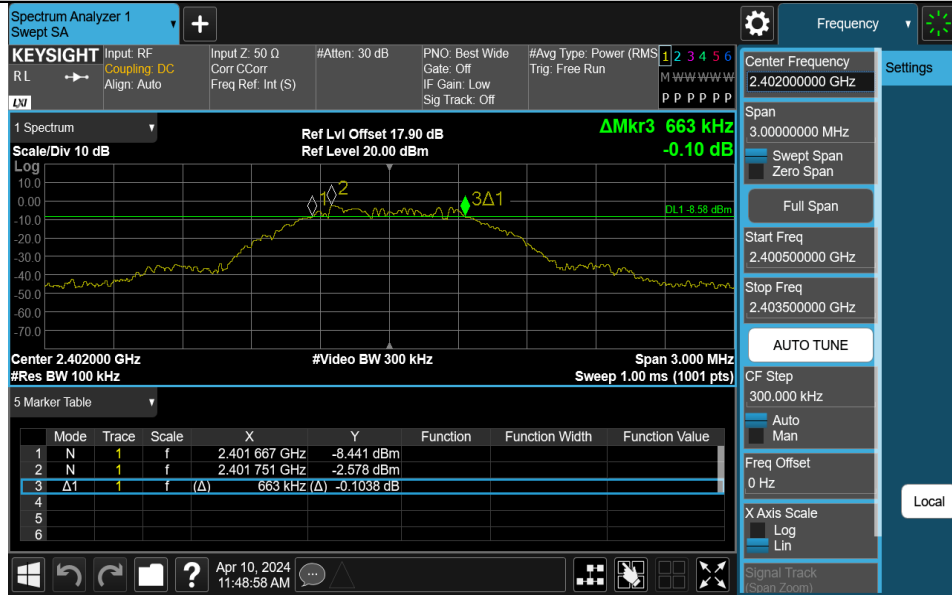 Spectrum Analyzer 1
Swept SA
+
Frequency
KEYSIGHT
RL
LXI
Input: RF
Coupling: DC
Align: Auto
Input Z: 50 Ω
Corr CCorr
Freq Ref: Int (S)
#Atten: 30 dB
PNO: Best Wide
Gate: Off
IF Gain: Low
Sig Track: Off
#Avg Type: Power (RMS
Trig: Free Run
1 2 3 4 5 6
M W W W W W
P P P P P P
1 Spectrum
Scale/Div 10 dB
Ref Lvl Offset 17.90 dB
Ref Level 20.00 dBm
ΔMkr3 663 kHz
-0.10 dB
Log
10.0
0.00
-10.0
-20.0
-30.0
-40.0
-50.0
-60.0
-70.0
1
2
3Δ1
DL1 -8.58 dBm
Center 2.402000 GHz
#Res BW 100 kHz
#Video BW 300 kHz
Span 3.000 MHz
Sweep 1.00 ms (1001 pts)
5 Marker Table
Mode Trace Scale X Y Function Function Width Function Value
1 N 1 f 2.401 667 GHz -8.441 dBm
2 N 1 f 2.401 751 GHz -2.578 dBm
3 Δ1 1 f (Δ) 663 kHz (Δ) -0.1038 dB
4
5
6
?
Apr 10, 2024
11:48:58 AM
Center Frequency
2.402000000 GHz
Span
3.00000000 MHz
Swept Span
Zero Span
Full Span
Start Freq
2.400500000 GHz
Stop Freq
2.403500000 GHz
AUTO TUNE
CF Step
300.000 kHz
Auto
Man
Freq Offset
0 Hz
X Axis Scale
Log
Lin
Signal Track
(Span Zoom)
Settings
Local